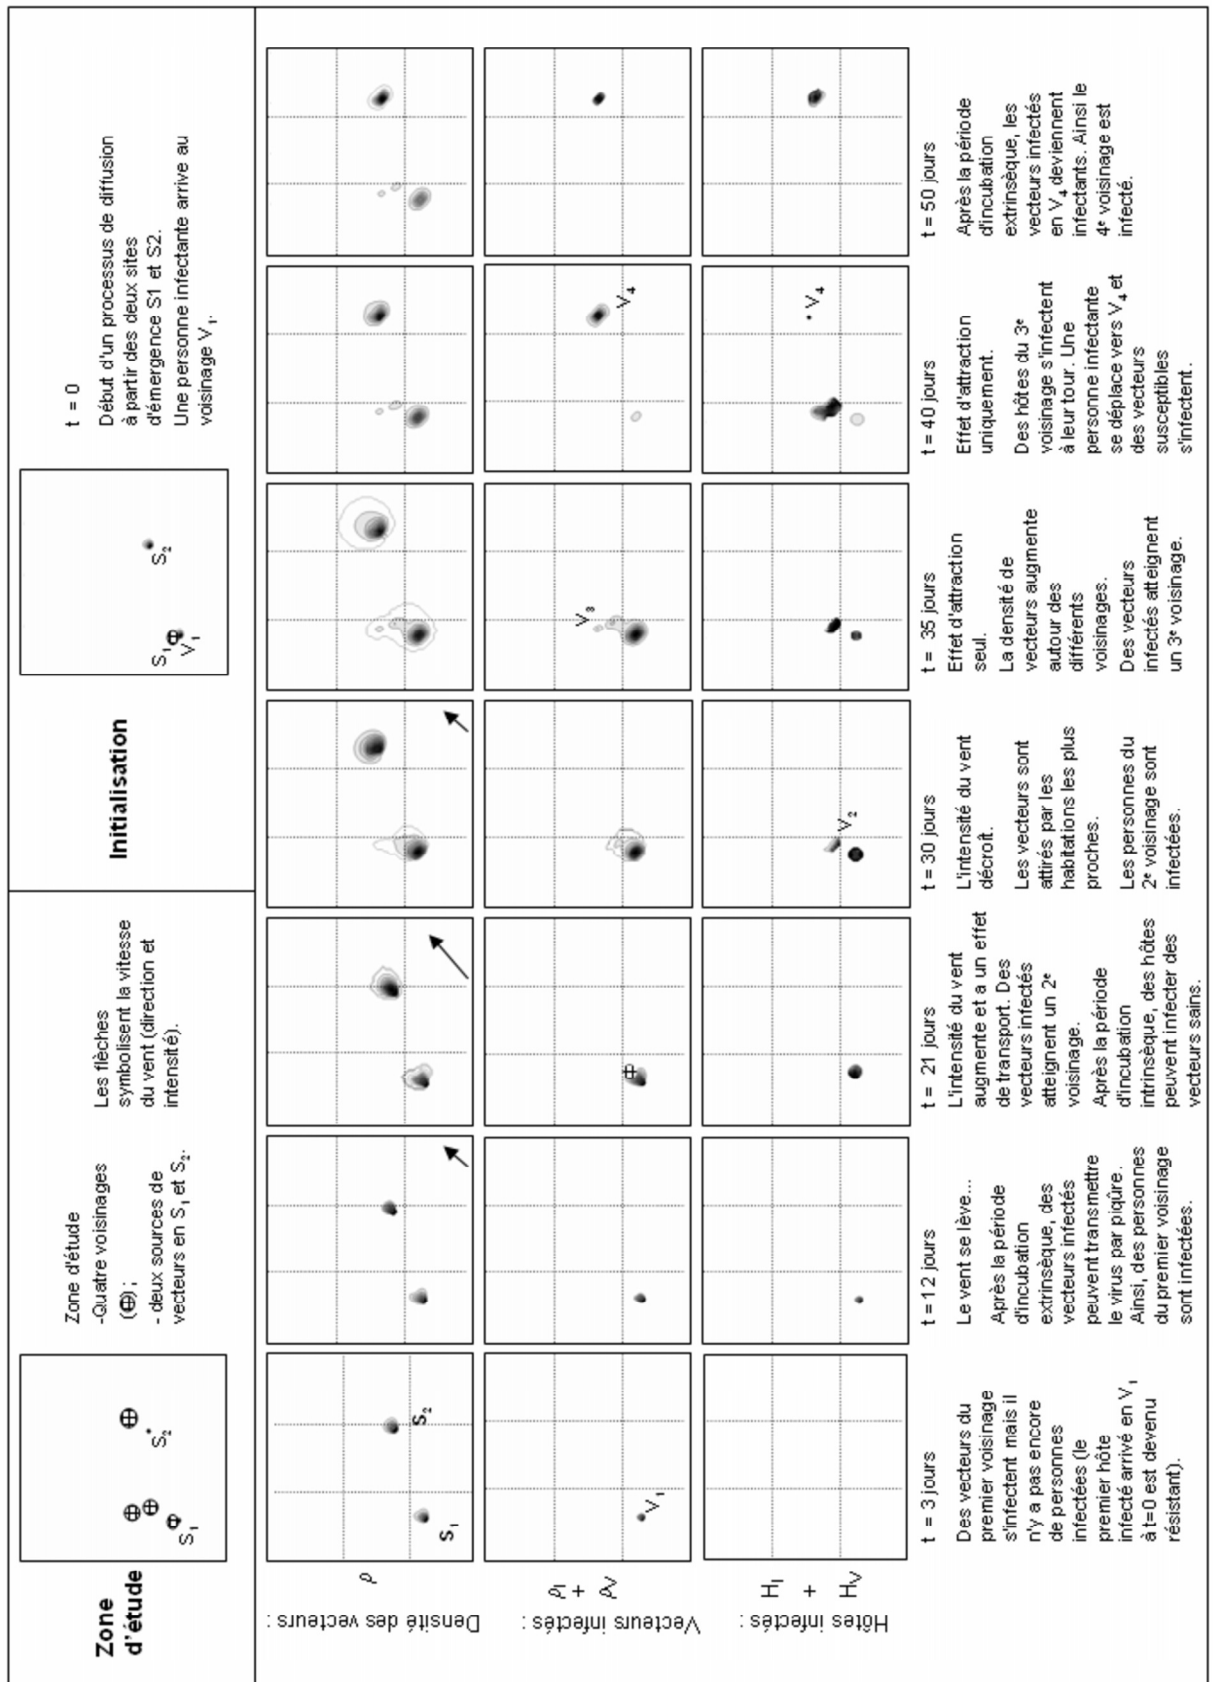 Zone
d'étude
S₁
S₂
Zone d'étude
-Quatre voisinages
(⊕) ;
- deux sources de
vecteurs en S₁ et S₂.
Les flèches
symbolisent la vitesse
du vent (direction et
intensité).
Initialisation
S₁
V₁
S₂
t = 0
Début d'un processus de diffusion
à partir des deux sites
d'émergence S1 et S2.
Une personne infectante arrive au
voisinage V₁.
Densité des vecteurs :
ρ
S₁
S₂
Vecteurs infectés :
ρI
+
ρV
V₁
V₃
V₄
Hôtes infectés :
HI
+
HV
V₂
V₄
t = 3 jours
Des vecteurs du
premier voisinage
s'infectent mais il
n'y a pas encore
de personnes
infectées (le
premier hôte
infecté arrivé en V₁
à t=0 est devenu
résistant).
t =12 jours
Le vent se lève...
Après la période
d'incubation
extrinsèque, des
vecteurs infectés
peuvent transmettre
le virus par piqûre.
Ainsi, des personnes
du premier voisinage
sont infectées.
t = 21 jours
L'intensité du vent
augmente et a un effet
de transport. Des
vecteurs infectés
atteignent un 2ᵉ
voisinage.
Après la période
d'incubation
intrinsèque, des hôtes
peuvent infecter des
vecteurs sains.
t = 30 jours
L'intensité du vent
décroît.
Les vecteurs sont
attirés par les
habitations les plus
proches.
Les personnes du
2ᵉ voisinage sont
infectées.
t = 35 jours
Effet d'attraction
seul.
La densité de
vecteurs augmente
autour des
différents
voisinages.
Des vecteurs
infectés atteignent
un 3ᵉ voisinage.
t = 40 jours
Effet d'attraction
uniquement.
Des hôtes du 3ᵉ
voisinage s'infectent
à leur tour. Une
personne infectante
se déplace vers V₄ et
des vecteurs
susceptibles
s'infectent.
t = 50 jours
Après la période
d'incubation
extrinsèque, les
vecteurs infectés
en V₄ deviennent
infectants. Ainsi le
4ᵉ voisinage est
infecté.